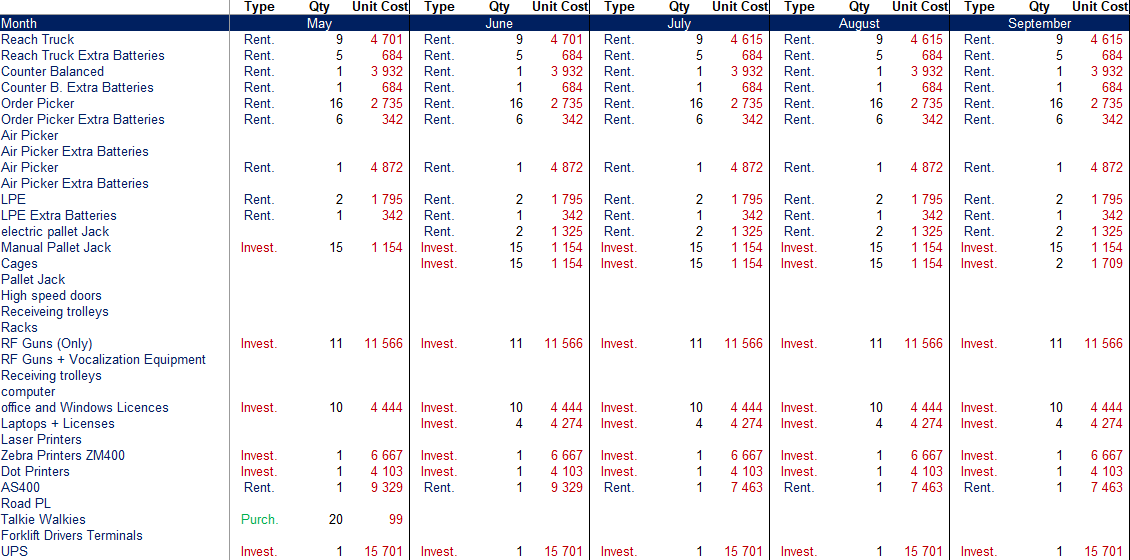 Type Qty Unit Cost Type Qty Unit Cost Type Qty Unit Cost Type Qty Unit Cost Type Qty Unit Cost
Month May June July August September
Reach Truck Rent. 9 4 701 Rent. 9 4 701 Rent. 9 4 615 Rent. 9 4 615 Rent. 9 4 615
Reach Truck Extra Batteries Rent. 5 684 Rent. 5 684 Rent. 5 684 Rent. 5 684 Rent. 5 684
Counter Balanced Rent. 1 3 932 Rent. 1 3 932 Rent. 1 3 932 Rent. 1 3 932 Rent. 1 3 932
Counter B. Extra Batteries Rent. 1 684 Rent. 1 684 Rent. 1 684 Rent. 1 684 Rent. 1 684
Order Picker Rent. 16 2 735 Rent. 16 2 735 Rent. 16 2 735 Rent. 16 2 735 Rent. 16 2 735
Order Picker Extra Batteries Rent. 6 342 Rent. 6 342 Rent. 6 342 Rent. 6 342 Rent. 6 342
Air Picker
Air Picker Extra Batteries
Air Picker Rent. 1 4 872 Rent. 1 4 872 Rent. 1 4 872 Rent. 1 4 872 Rent. 1 4 872
Air Picker Extra Batteries
LPE Rent. 2 1 795 Rent. 2 1 795 Rent. 2 1 795 Rent. 2 1 795 Rent. 2 1 795
LPE Extra Batteries Rent. 1 342 Rent. 1 342 Rent. 1 342 Rent. 1 342 Rent. 1 342
electric pallet Jack Rent. 2 1 325 Rent. 2 1 325 Rent. 2 1 325 Rent. 2 1 325
Manual Pallet Jack Invest. 15 1 154 Invest. 15 1 154 Invest. 15 1 154 Invest. 15 1 154 Invest. 15 1 154
Cages Invest. 15 1 154 Invest. 15 1 154 Invest. 15 1 154 Invest. 2 1 709
Pallet Jack
High speed doors
Receiveing trolleys
Racks
RF Guns (Only) Invest. 11 11 566 Invest. 11 11 566 Invest. 11 11 566 Invest. 11 11 566 Invest. 11 11 566
RF Guns + Vocalization Equipment
Receiving trolleys
computer
office and Windows Licences Invest. 10 4 444 Invest. 10 4 444 Invest. 10 4 444 Invest. 10 4 444 Invest. 10 4 444
Laptops + Licenses Invest. 4 4 274 Invest. 4 4 274 Invest. 4 4 274 Invest. 4 4 274
Laser Printers
Zebra Printers ZM400 Invest. 1 6 667 Invest. 1 6 667 Invest. 1 6 667 Invest. 1 6 667 Invest. 1 6 667
Dot Printers Invest. 1 4 103 Invest. 1 4 103 Invest. 1 4 103 Invest. 1 4 103 Invest. 1 4 103
AS400 Rent. 1 9 329 Rent. 1 9 329 Rent. 1 7 463 Rent. 1 7 463 Rent. 1 7 463
Road PL
Talkie Walkies Purch. 20 99
Forklift Drivers Terminals
UPS Invest. 1 15 701 Invest. 1 15 701 Invest. 1 15 701 Invest. 1 15 701 Invest. 1 15 701